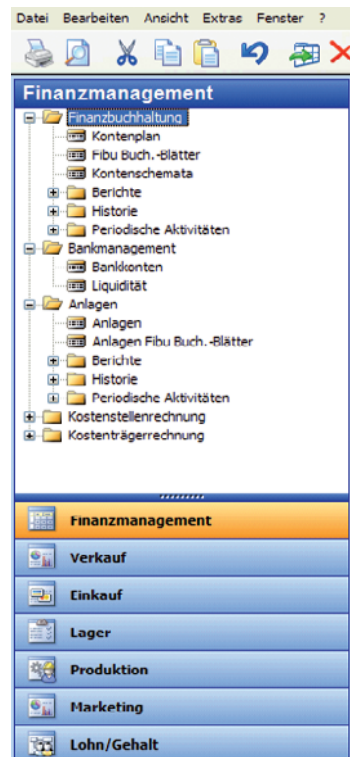 Datei Bearbeiten Ansicht Extras Fenster ?
Finanzmanagement
Finanzbuchhaltung
Kontenplan
Fibu Buch.-Blätter
Kontenschemata
Berichte
Historie
Periodische Aktivitäten
Bankmanagement
Bankkonten
Liquidität
Anlagen
Anlagen
Anlagen Fibu Buch.-Blätter
Berichte
Historie
Periodische Aktivitäten
Kostenstellenrechnung
Kostenträgerrechnung
Finanzmanagement
Verkauf
Einkauf
Lager
Produktion
Marketing
Lohn/Gehalt